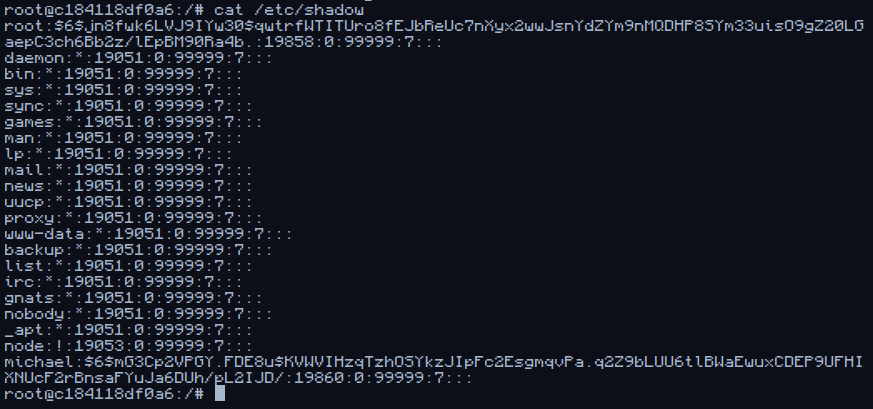 root@c184118df0a6:/# cat /etc/shadow
root:$6$.jn8fwk6LVJ9IYw30$qwtrfWTITUro8fEJbReUc7nXyx2wwJsnYdZYm9nMQDHP8SYm33uisO9gZ20LG
aepC3ch6Bb2z/lEpBM90Ra4b.:19858:0:99999:7:::
daemon:*:19051:0:99999:7:::
bin:*:19051:0:99999:7:::
sys:*:19051:0:99999:7:::
sync:*:19051:0:99999:7:::
games:*:19051:0:99999:7:::
man:*:19051:0:99999:7:::
lp:*:19051:0:99999:7:::
mail:*:19051:0:99999:7:::
news:*:19051:0:99999:7:::
uucp:*:19051:0:99999:7:::
proxy:*:19051:0:99999:7:::
www-data:*:19051:0:99999:7:::
backup:*:19051:0:99999:7:::
list:*:19051:0:99999:7:::
irc:*:19051:0:99999:7:::
gnats:*:19051:0:99999:7:::
nobody:*:19051:0:99999:7:::
_apt:*:19051:0:99999:7:::
node:!:19053:0:99999:7:::
michael:$6$mG3Cp2VPGY.FDE8u$KVWVIHzqTzhOSYkzJIpFc2EsgmqvPa.q2Z9bLUU6tlBWaEwuxCDEP9UFHI
XNUcF2rBnsaFYuJa6DUh/pL2IJD/:19860:0:99999:7:::
root@c184118df0a6:/#